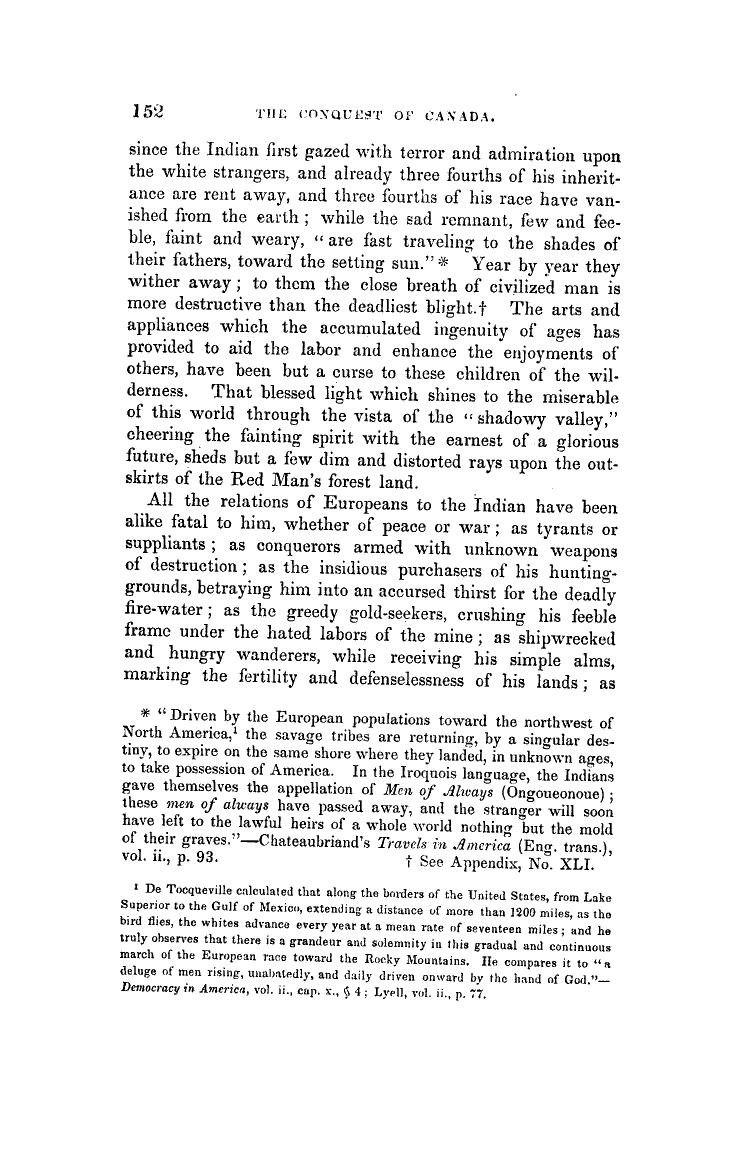 152 THE CONQUEST OF CANADA.
since the Indian first gazed with terror and admiration upon
the white strangers, and already three fourths of his inherit-
ance are rent away, and three fourths of his race have van-
ished from the earth ; while the sad remnant, few and fee-
ble, faint and weary, “ are fast traveling to the shades of
their fathers, toward the setting sun.” * Year by year they
wither away ; to them the close breath of civilized man is
more destructive than the deadliest blight.† The arts and
appliances which the accumulated ingenuity of ages has
provided to aid the labor and enhance the enjoyments of
others, have been but a curse to these children of the wil-
derness. That blessed light which shines to the miserable
of this world through the vista of the “ shadowy valley,”
cheering the fainting spirit with the earnest of a glorious
future, sheds but a few dim and distorted rays upon the out-
skirts of the Red Man's forest land.
All the relations of Europeans to the Indian have been
alike fatal to him, whether of peace or war ; as tyrants or
suppliants ; as conquerors armed with unknown weapons
of destruction ; as the insidious purchasers of his hunting-
grounds, betraying him into an accursed thirst for the deadly
fire-water ; as the greedy gold-seekers, crushing his feeble
frame under the hated labors of the mine ; as shipwrecked
and hungry wanderers, while receiving his simple alms,
marking the fertility and defenselessness of his lands ; as
* “ Driven by the European populations toward the northwest of
North America,¹ the savage tribes are returning, by a singular des-
tiny, to expire on the same shore where they landed, in unknown ages,
to take possession of America. In the Iroquois language, the Indians
gave themselves the appellation of Men of Always (Ongoueonoue) ;
these men of always have passed away, and the stranger will soon
have left to the lawful heirs of a whole world nothing but the mold
of their graves.”—Chateaubriand's Travels in America (Eng. trans.),
vol. ii., p. 93. † See Appendix, No. XLI.
¹ De Tocqueville calculated that along the borders of the United States, from Lake
Superior to the Gulf of Mexico, extending a distance of more than 1200 miles, as the
bird flies, the whites advance every year at a mean rate of seventeen miles ; and he
truly observes that there is a grandeur and solemnity in this gradual and continuous
march of the European race toward the Rocky Mountains. He compares it to “ a
deluge of men rising, unabatedly, and daily driven onward by the hand of God.”—
Democracy in America, vol. ii., cap. x., § 4 ; Lyell, vol. ii., p. 77.